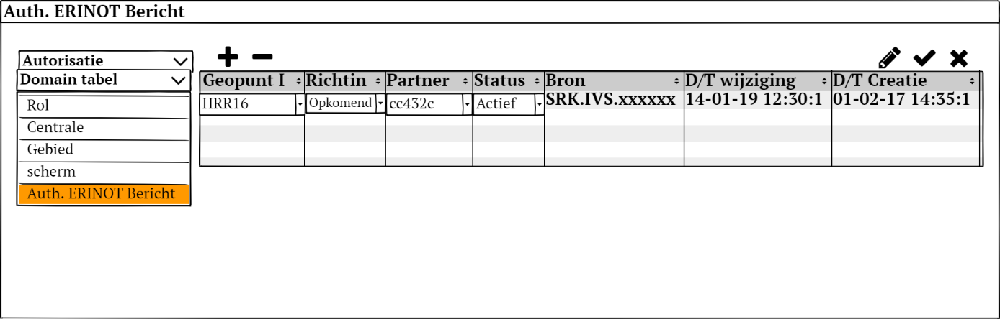 Auth. ERINOT Bericht
Autorisatie
Domain tabel
Rol
Centrale
Gebied
scherm
Auth. ERINOT Bericht
Geopunt I Richtin Partner Status Bron D/T wijziging D/T Creatie
HRR16 Opkomend cc432c Actief SRK.IVS.xxxxxx 14-01-19 12:30:1 01-02-17 14:35:1